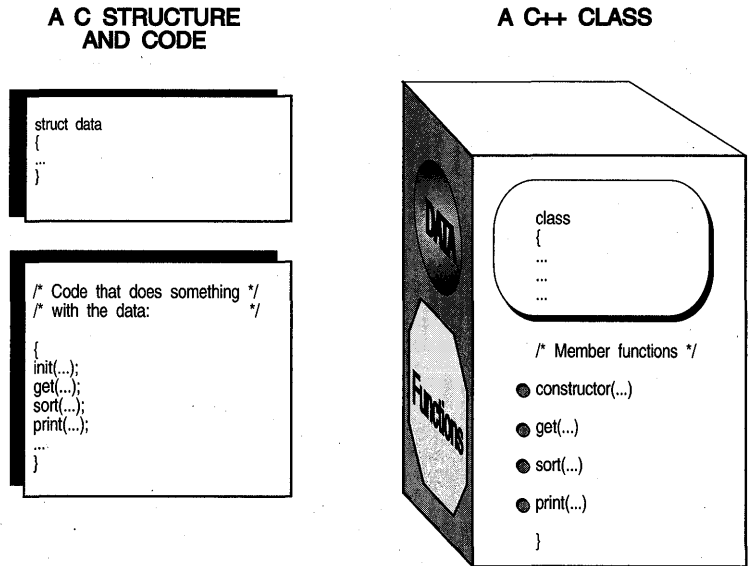 A C STRUCTURE
AND CODE
struct data
{
...
}
/* Code that does something */
/* with the data: */
{
init(...);
get(...);
sort(...);
print(...);
...
}
A C++ CLASS
DATA
Functions
class
{
...
...
...
/* Member functions */
constructor(...)
get(...)
sort(...)
print(...)
}